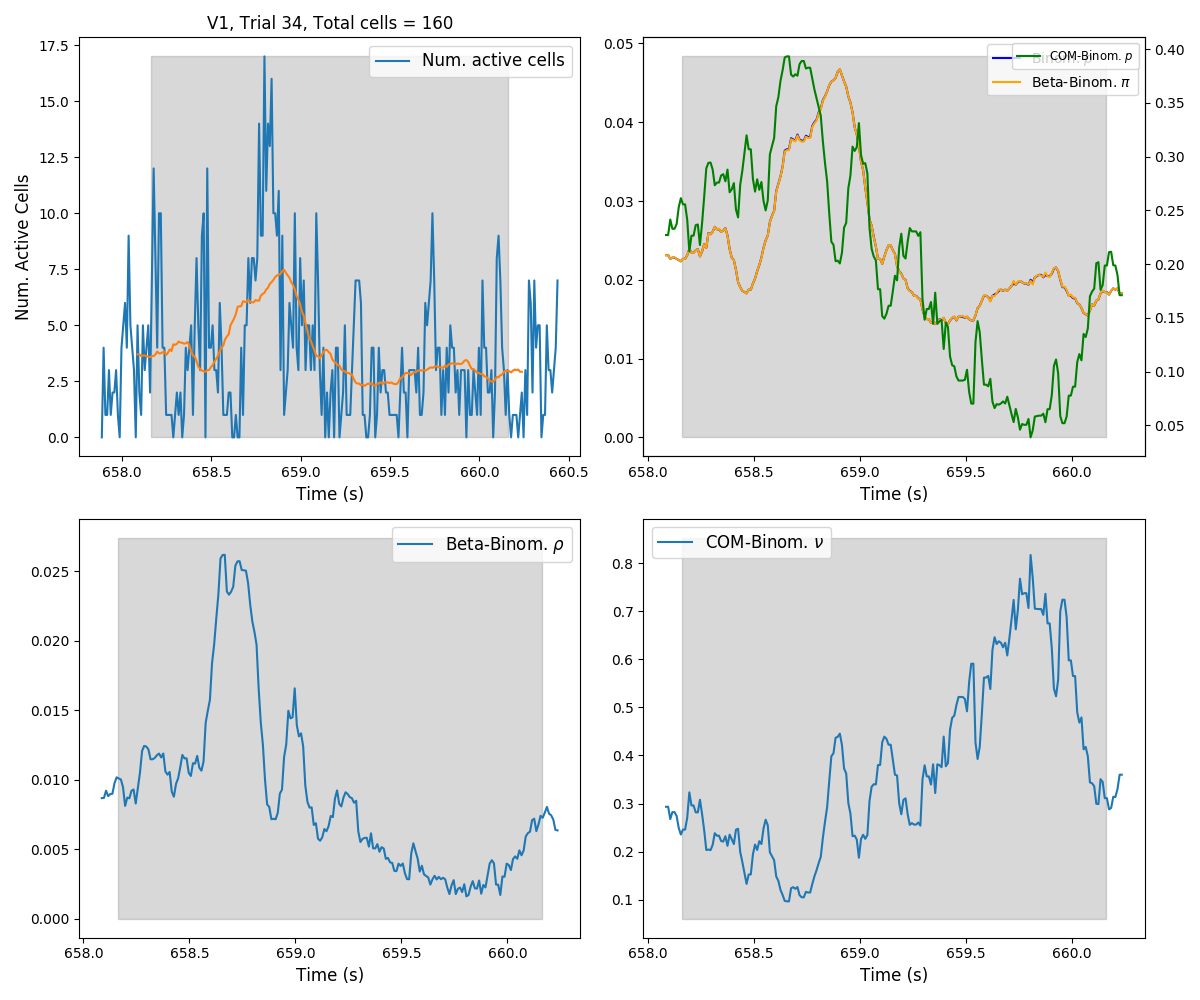 V1, Trial 34, Total cells = 160
Num. Active Cells
17.5
15.0
12.5
10.0
7.5
5.0
2.5
0.0
Num. active cells
658.0 658.5 659.0 659.5 660.0 660.5
Time (s)
0.05
0.04
0.03
0.02
0.01
0.00
COM-Binom. p
Beta-Binom. π
0.40
0.35
0.30
0.25
0.20
0.15
0.10
0.05
658.0 658.5 659.0 659.5 660.0
Time (s)
0.025
0.020
0.015
0.010
0.005
0.000
Beta-Binom. ρ
658.0 658.5 659.0 659.5 660.0
Time (s)
0.8
0.7
0.6
0.5
0.4
0.3
0.2
0.1
COM-Binom. ν
658.0 658.5 659.0 659.5 660.0
Time (s)